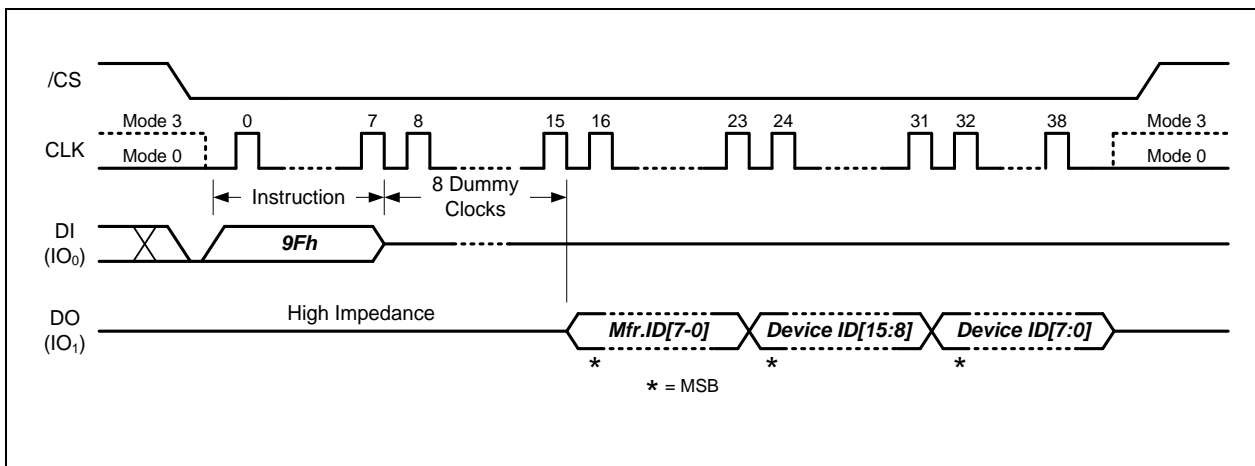 /CS
Mode 3 0 7 8 15 16 23 24 31 32 38 Mode 3
CLK
Mode 0 Mode 0
Instruction
8 Dummy
Clocks
DI
(IO₀)
9Fh
High Impedance
DO
(IO₁)
Mfr.ID[7-0] Device ID[15:8] Device ID[7:0]
* * *
* = MSB